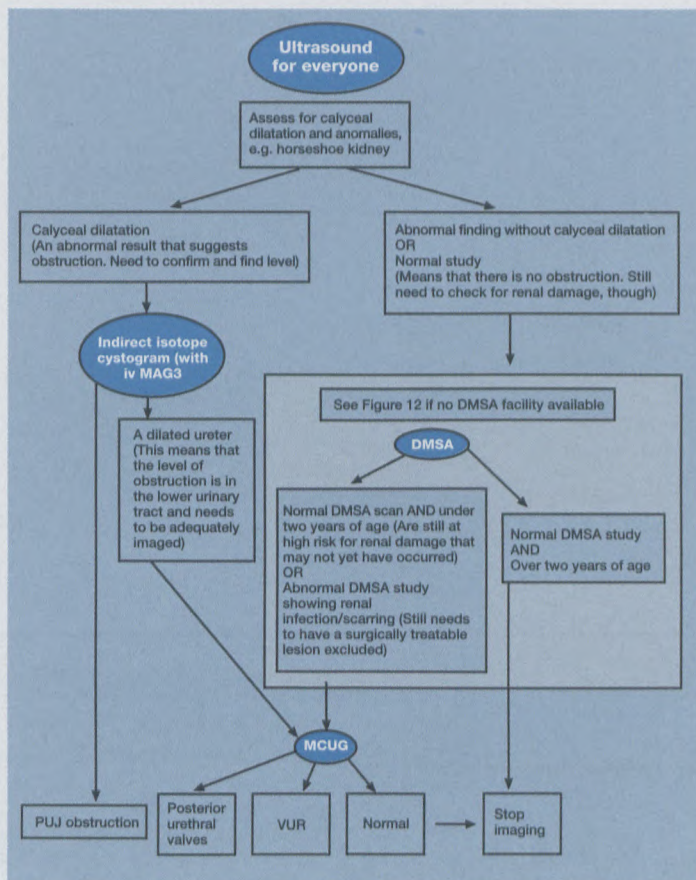 Ultrasound
for everyone
Assess for calyceal
dilatation and anomalies,
e.g. horseshoe kidney
Calyceal dilatation
(An abnormal result that suggests
obstruction. Need to confirm and find level)
Abnormal finding without calyceal dilatation
OR
Normal study
(Means that there is no obstruction. Still
need to check for renal damage, though)
Indirect isotope
cystogram (with
iv MAG3
See Figure 12 if no DMSA facility available
DMSA
A dilated ureter
(This means that
the level of
obstruction is in
the lower urinary
tract and needs
to be adequately
imaged)
Normal DMSA scan AND under
two years of age (Are still at
high risk for renal damage that
may not yet have occurred)
OR
Abnormal DMSA study
showing renal
infection/scarring (Still needs
to have a surgically treatable
lesion excluded)
Normal DMSA study
AND
Over two years of age
MCUG
PUJ obstruction
Posterior
urethral
valves
VUR
Normal
Stop
imaging